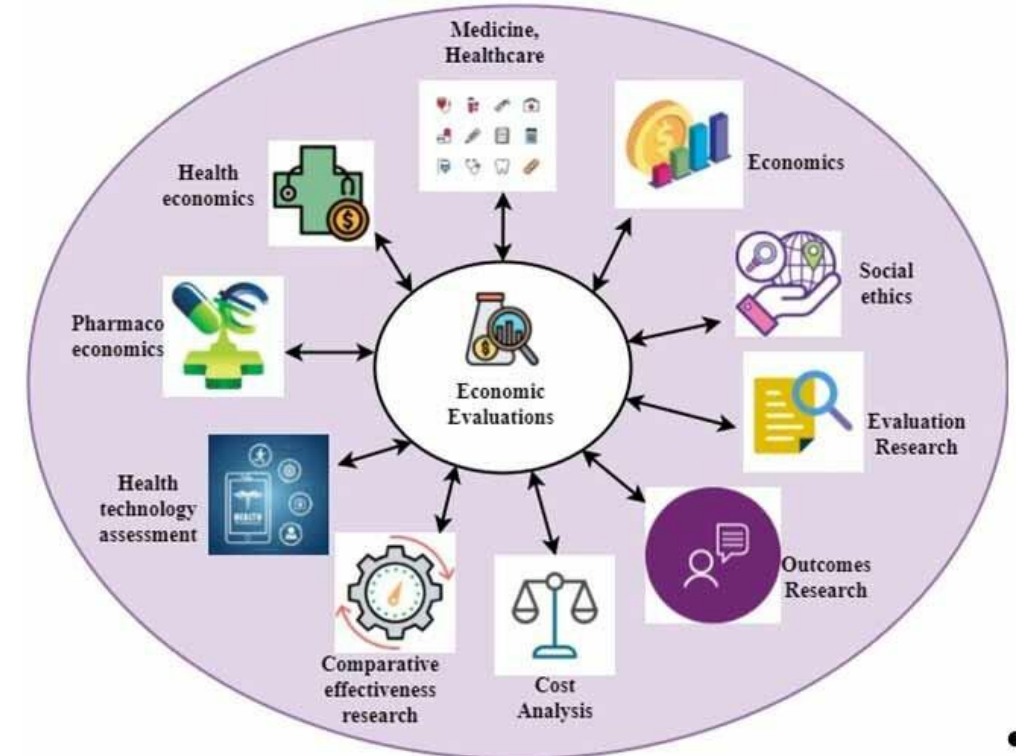 Medicine,
Healthcare
Economics
Social
ethics
Evaluation
Research
Outcomes
Research
Cost
Analysis
Comparative
effectiveness
research
Health
technology
assessment
Pharmaco
economics
Health
economics
Economic
Evaluations
HEALTH